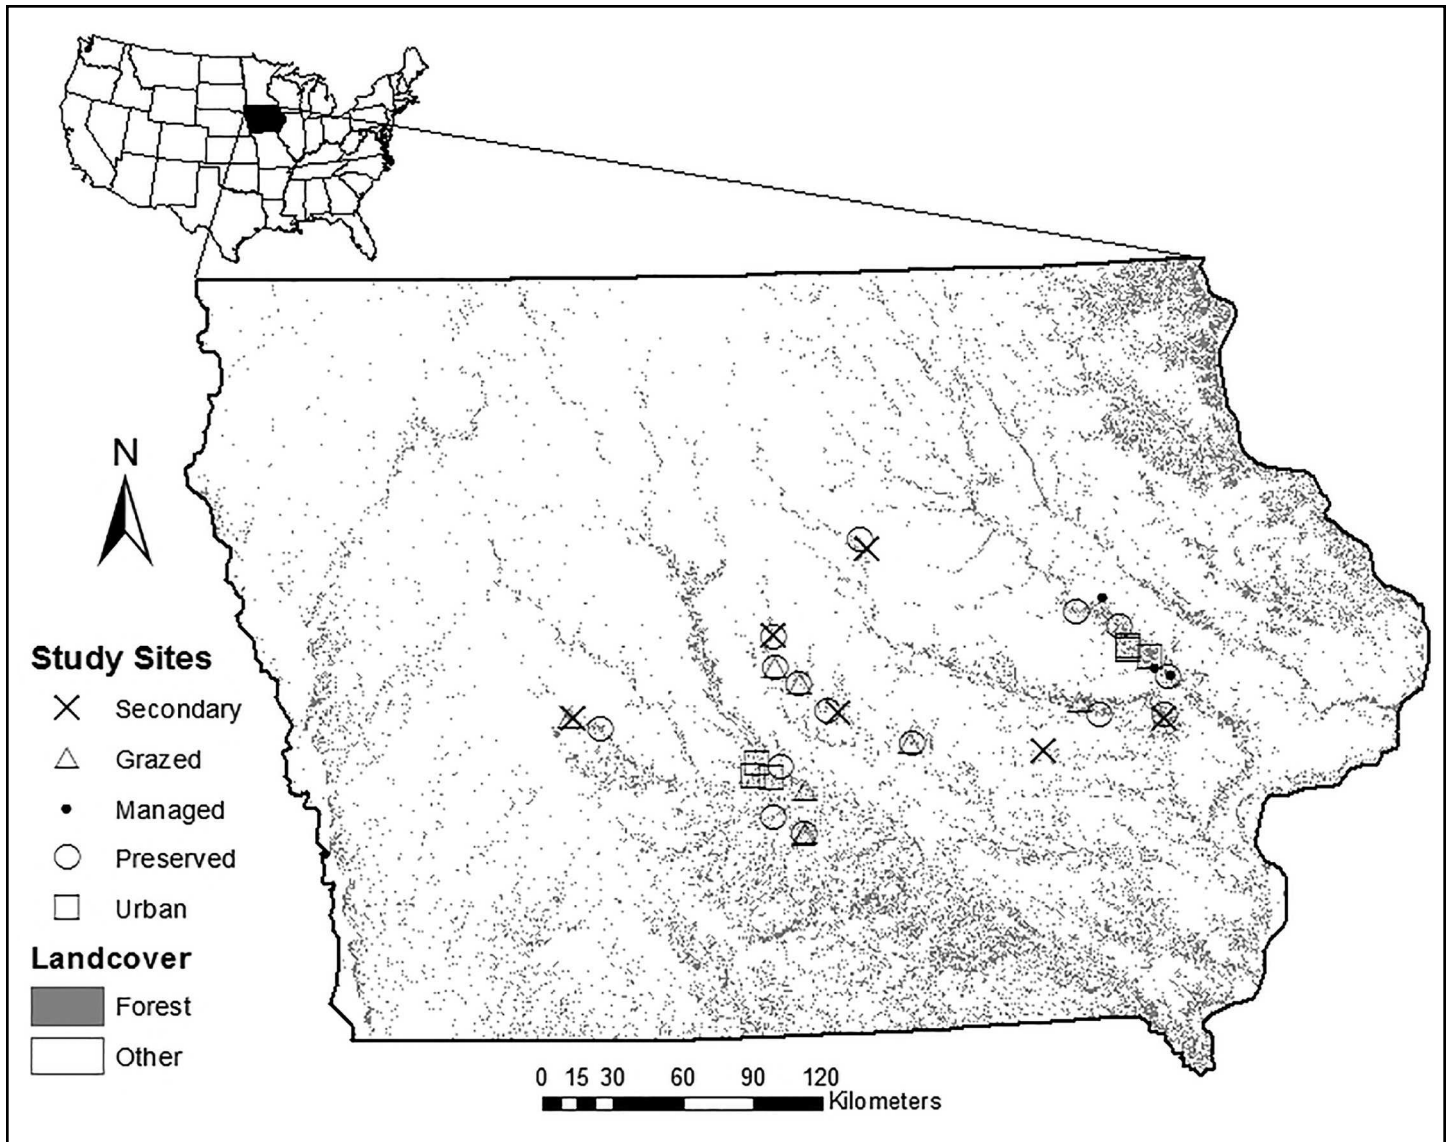 N
Study Sites
Secondary
Grazed
Managed
Preserved
Urban
Landcover
Forest
Other
0 15 30 60 90 120
Kilometers